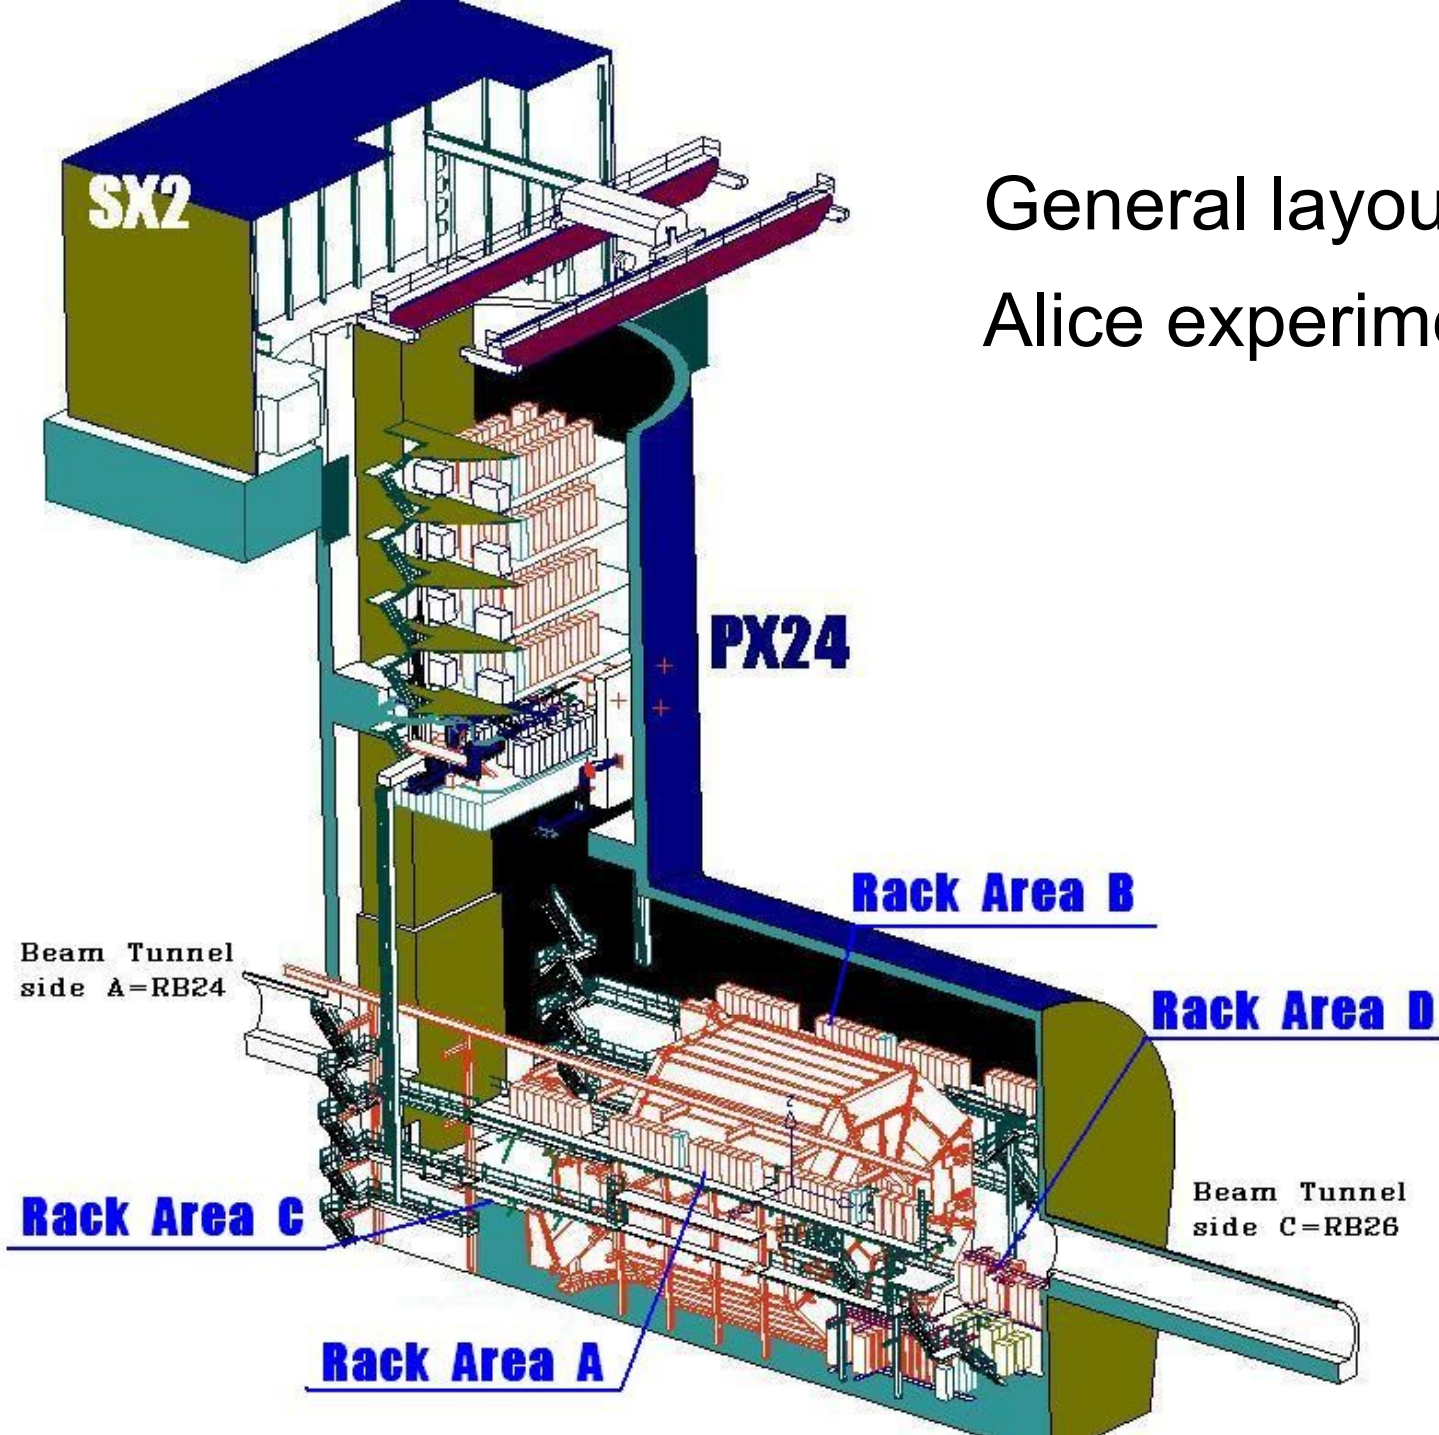 SX2
General layou
Alice experim
PX24
Rack Area B
Beam Tunnel
side A=RB24
Rack Area D
Rack Area C
Beam Tunnel
side C=RB26
Rack Area A